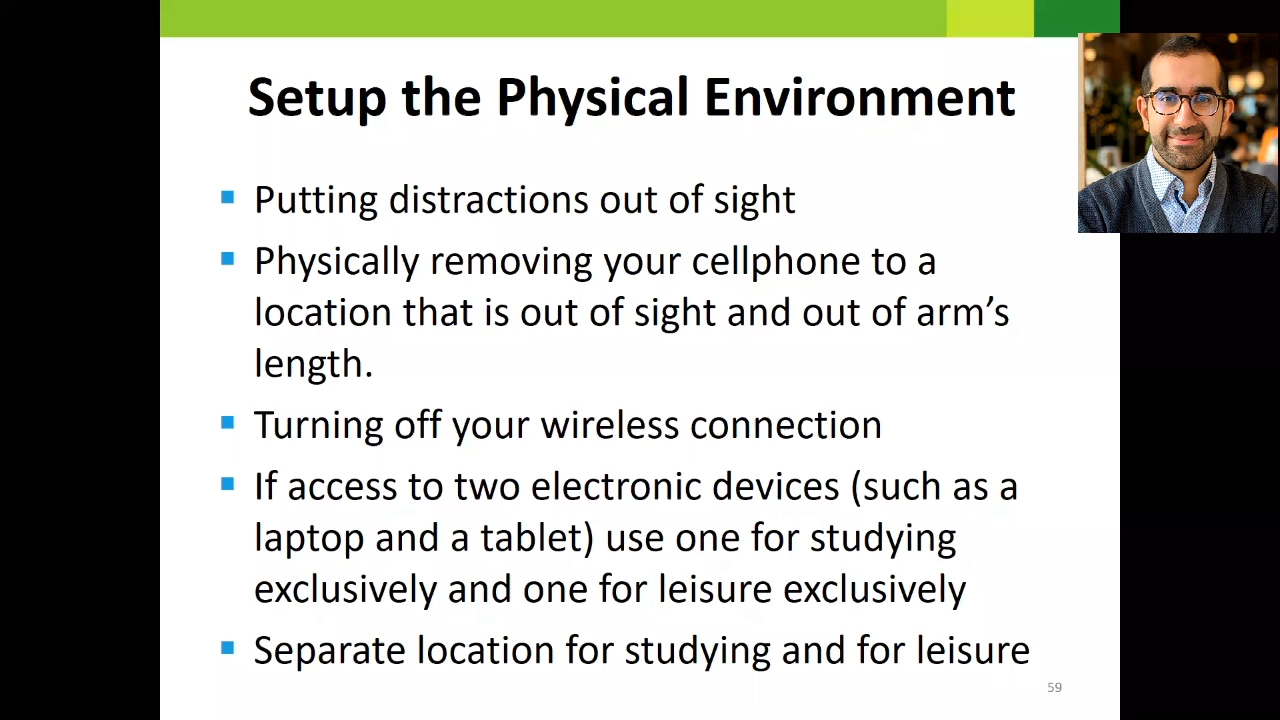 Setup the Physical Environment
Putting distractions out of sight
Physically removing your cellphone to a
location that is out of sight and out of arm’s
length.
Turning off your wireless connection
If access to two electronic devices (such as a
laptop and a tablet) use one for studying
exclusively and one for leisure exclusively
Separate location for studying and for leisure
59